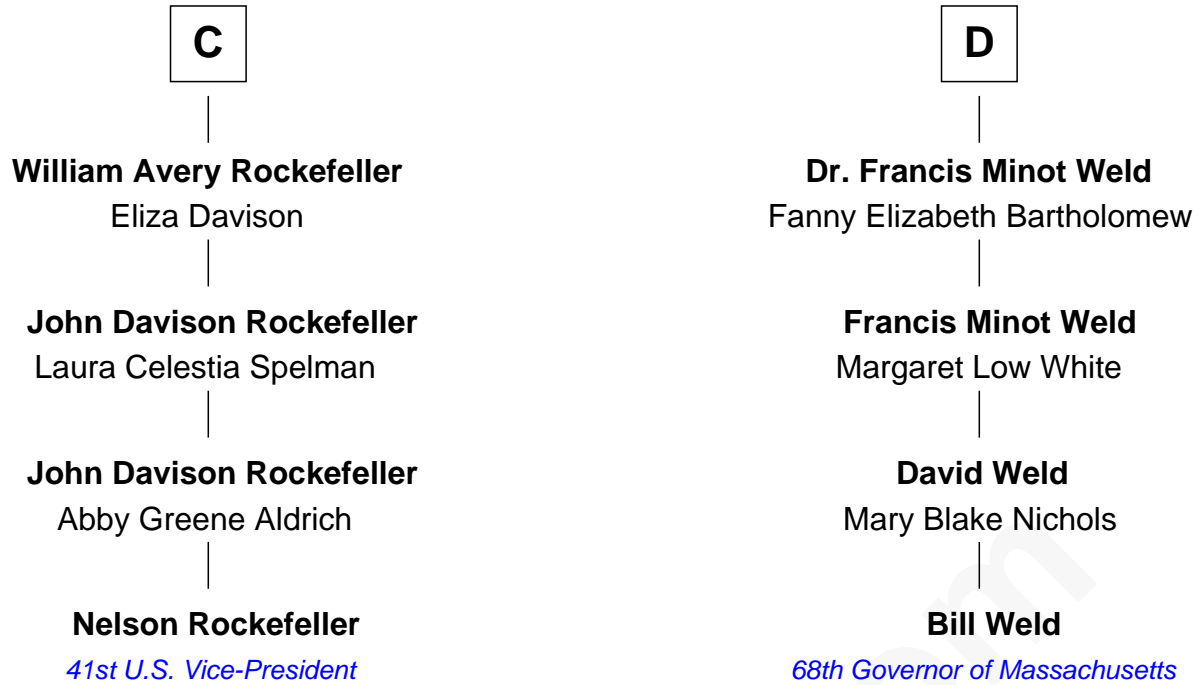 C
William Avery Rockefeller
Eliza Davison
John Davison Rockefeller
Laura Celestia Spelman
John Davison Rockefeller
Abby Greene Aldrich
Nelson Rockefeller
41st U.S. Vice-President
D
Dr. Francis Minot Weld
Fanny Elizabeth Bartholomew
Francis Minot Weld
Margaret Low White
David Weld
Mary Blake Nichols
Bill Weld
68th Governor of Massachusetts